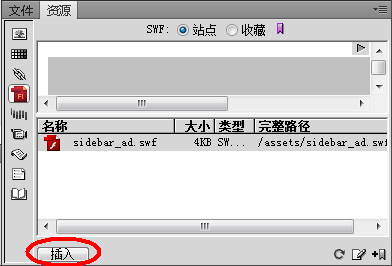 文件 资源
SWF: 站点 收藏
名称 大小 类型 完整路径
sidebar_ad.swf 4KB SW... /assets/sidebar_ad.swf
插入